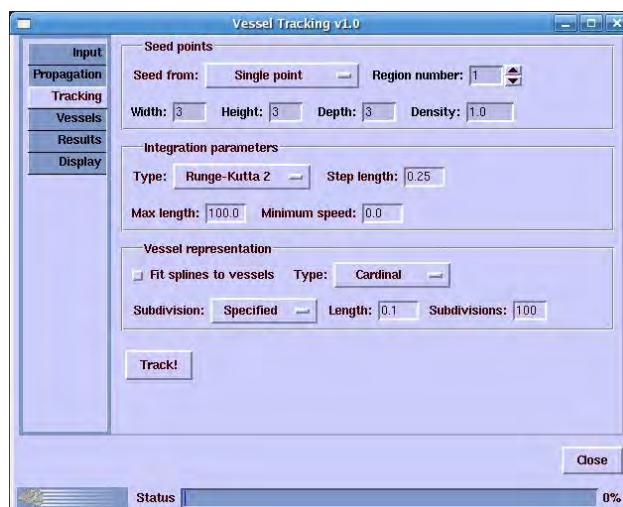 Vessel Tracking v1.0
Input
Propagation
Tracking
Vessels
Results
Display
Seed points
Seed from: Single point Region number: 1
Width: 3 Height: 3 Depth: 3 Density: 1.0
Integration parameters
Type: Runge-Kutta 2 Step length: 0.25
Max length: 100.0 Minimum speed: 0.0
Vessel representation
Fit splines to vessels Type: Cardinal
Subdivision: Specified Length: 0.1 Subdivisions: 100
Track!
Close
Status 0%